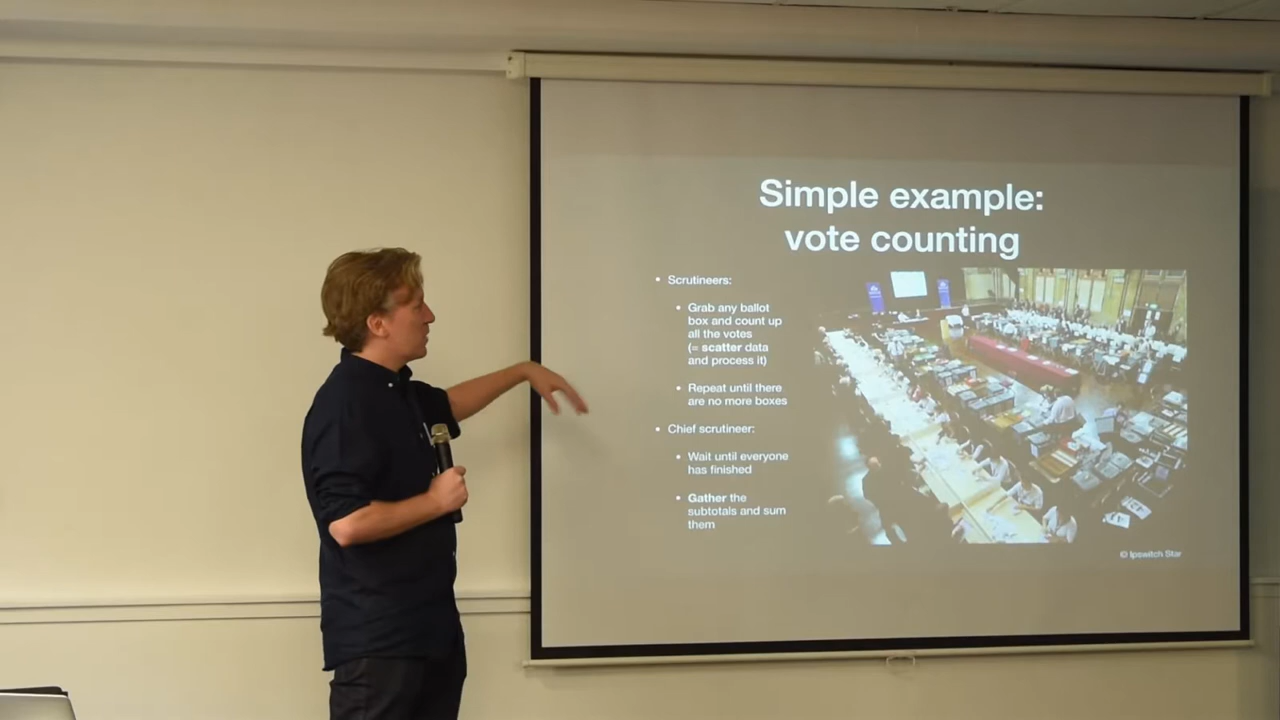 Simple example:
vote counting
• Scrutineers:
• Grab any ballot
box and count up
all the votes
(= scatter data
and process it)
• Repeat until there
are no more boxes
• Chief scrutineer:
• Wait until everyone
has finished
• Gather the
subtotals and sum
them
© Ipswitch Star